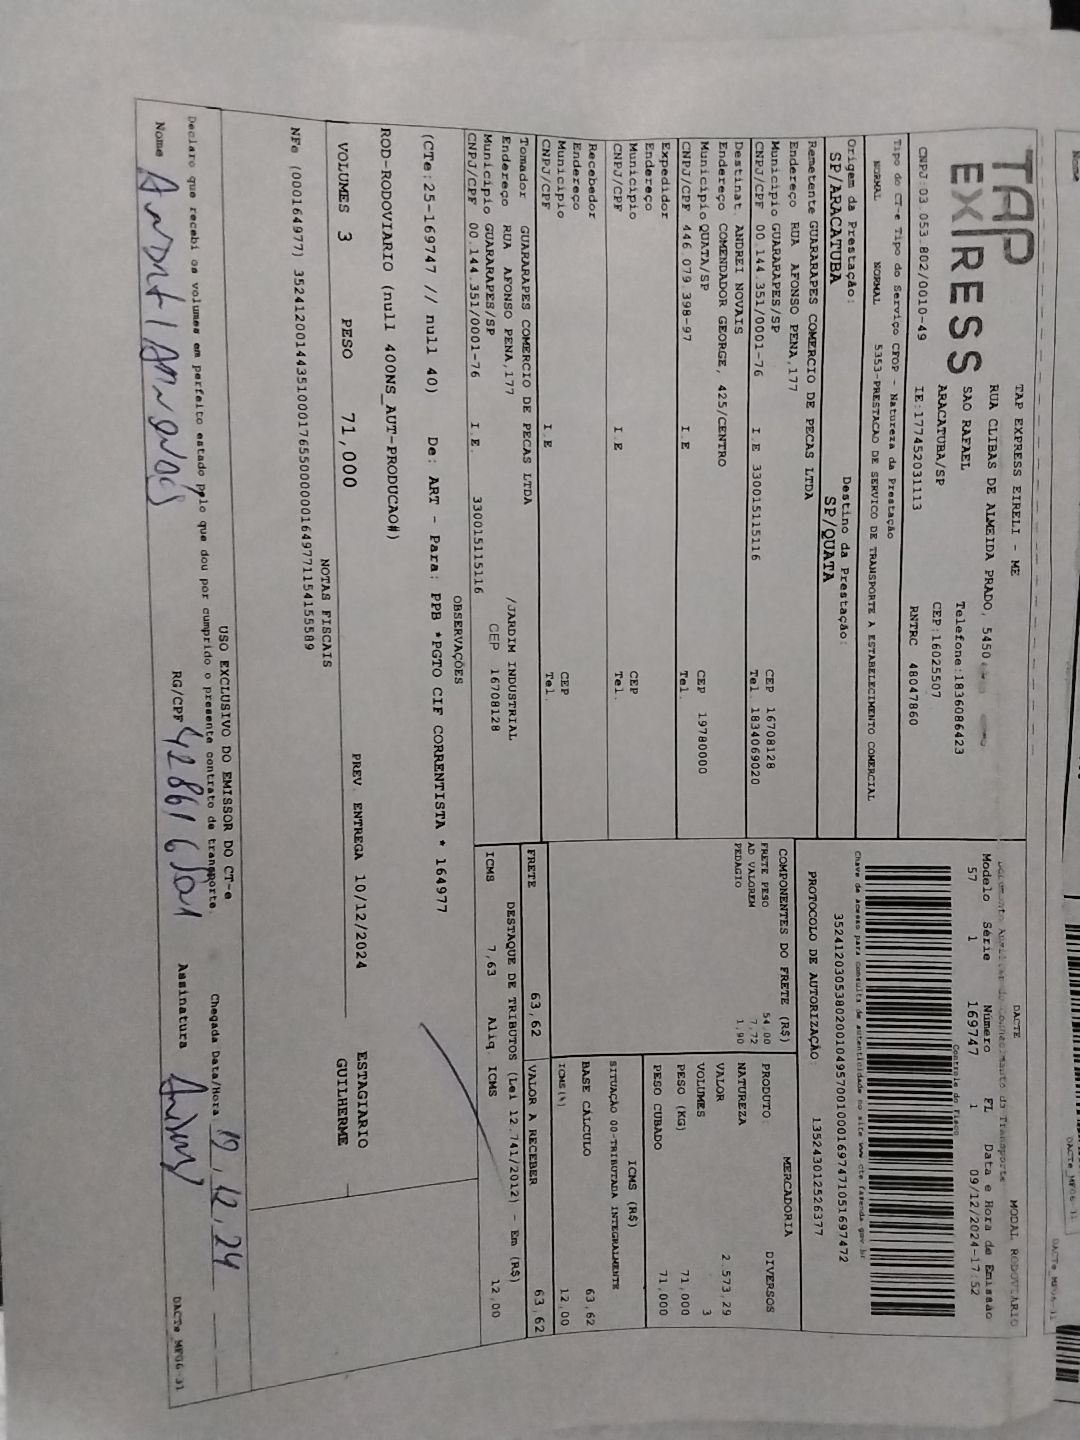 TAP
EXPRESS
TAP EXPRESS EIRELI - ME
RUA CLIBAS DE ALMEIDA PRADO, 5450
SAO RAFAEL Telefone:1836086423
ARACATUBA/SP CEP:16025507
CNPJ:03.053.802/0010-49 IE:177452031113 RNTRC 48047860
DACTE MODAL RODOVIÁRIO
Documento Auxiliar do Conhecimento de Transporte
Modelo Série Número FL Data e Hora de Emissão
57 1 169747 1 09/12/2024-17:52
Controle do Fisco
Tipo do CT-e Tipo do Serviço CFOP - Natureza da Prestação
NORMAL NORMAL 5353-PRESTACAO DE SERVICO DE TRANSPORTE A ESTABELECIMENTO COMERCIAL
Chave de acesso para consulta de autenticidade no site www.cte.fazenda.gov.br
35241203053802001049570010001697471051697472
Origem da Prestação: Destino da Prestação:
SP/ARACATUBA SP/QUATA
PROTOCOLO DE AUTORIZAÇÃO: 135243012526377
Remetente GUARARAPES COMERCIO DE PECAS LTDA
Endereço RUA AFONSO PENA,177
Município GUARARAPES/SP CEP 16708128
CNPJ/CPF 00.144.351/0001-76 I.E 330015115116 Tel. 1834069020
Destinat. ANDREI NOVAIS
Endereço COMENDADOR GEORGE, 425/CENTRO
Município QUATA/SP CEP 19780000
CNPJ/CPF 446.079.398-97 I.E Tel.
Expedidor
Endereço
Município CEP
CNPJ/CPF I.E Tel.
Recebedor
Endereço
Município CEP
CNPJ/CPF I.E Tel.
Tomador GUARARAPES COMERCIO DE PECAS LTDA
Endereço RUA AFONSO PENA,177 /JARDIM INDUSTRIAL
Município GUARARAPES/SP CEP 16708128
CNPJ/CPF 00.144.351/0001-76 I.E. 330015115116
COMPONENTES DO FRETE (R$)
FRETE PESO 54,00
AD VALOREM 7,72
PEDAGIO 1,90
MERCADORIA
PRODUTO: DIVERSOS
NATUREZA
VALOR 2.573,29
VOLUMES 3
PESO (KG) 71,000
PESO CUBADO 71,000
ICMS (R$)
SITUAÇÃO 00-TRIBUTADA INTEGRALMENTE
BASE CÁLCULO 63,62
ICMS(%) 12,00
FRETE 63,62 VALOR A RECEBER 63,62
DESTAQUE DE TRIBUTOS (Lei 12.741/2012) - Em (R$)
ICMS 7,63 Aliq ICMS 12,00
OBSERVAÇÕES
(CTe:25-169747 // null 40) De: ART - Para: PPB *PGTO CIF CORRENTISTA * 164977
ROD-RODOVIARIO (null 400NS_AUT-PRODUCAO#)
VOLUMES 3 PESO 71,000 PREV. ENTREGA 10/12/2024
ESTAGIARIO
GUILHERME
NOTAS FISCAIS
NFe (000164977) 35241200144351000176550000001649771154155589
USO EXCLUSIVO DO EMISSOR DO CT-e
Declaro que recebi os volumes em perfeito estado pelo que dou por cumprido o presente contrato de transporte.
Chegada Data/Hora 12.24
Nome RG/CPF Assinatura
DACTe_MF06-31